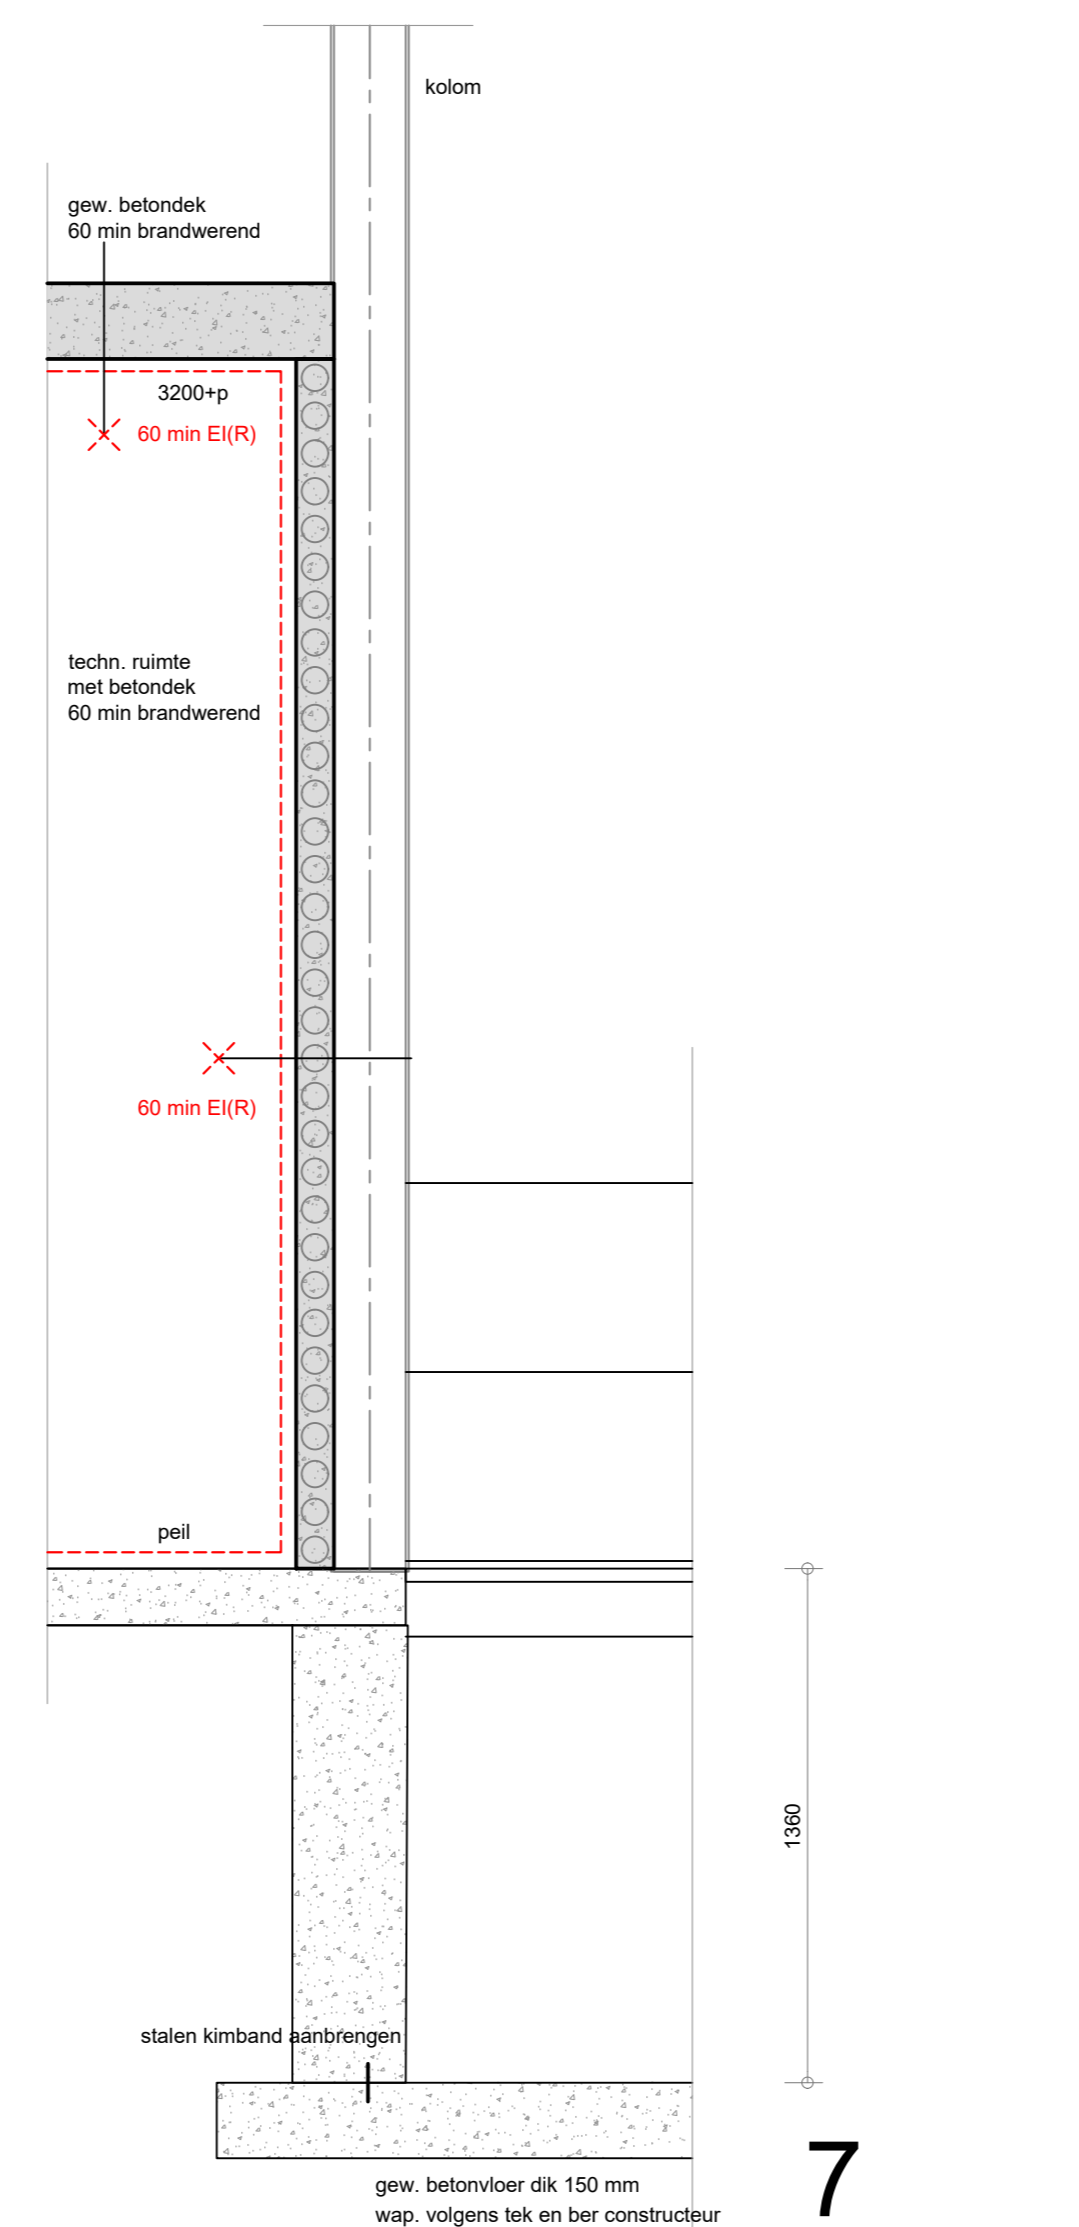 kolom
gew. betondek
60 min brandwerend
3200+p
60 min EI(R)
techn. ruimte
met betondek
60 min brandwerend
60 min EI(R)
peil
1360
stalen kimband aanbrengen
7
gew. betonvloer dik 150 mm
wap. volgens tek en ber constructeur